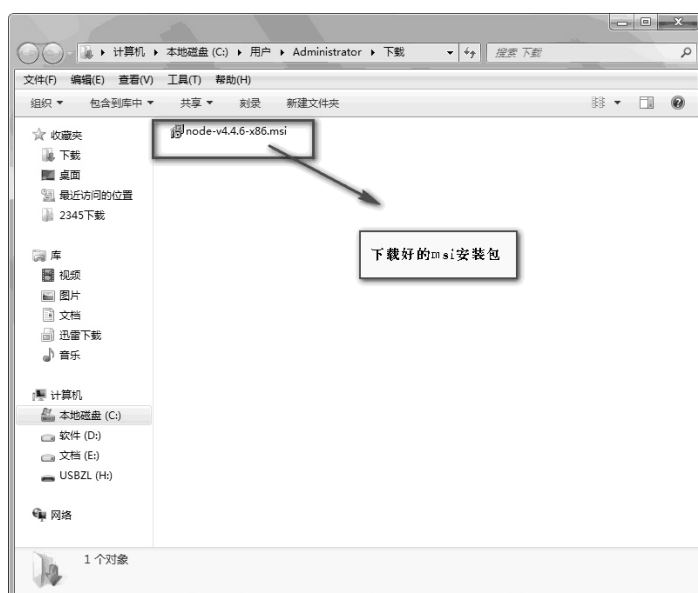 计算机 本地磁盘 (C:) 用户 Administrator 下载 搜索 下载
文件(F) 编辑(E) 查看(V) 工具(T) 帮助(H)
组织 包含到库中 共享 刻录 新建文件夹
收藏夹
下载
桌面
最近访问的位置
2345下载
库
视频
图片
文档
迅雷下载
音乐
计算机
本地磁盘 (C:)
软件 (D:)
文档 (E:)
USBZL (H:)
网络
node-v4.4.6-x86.msi
下载好的msi安装包
1 个对象